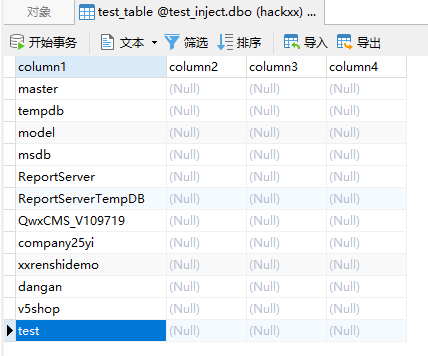 对象 test_table @test_inject.dbo (hackxx) ...
开始事务 文本 筛选 排序 导入 导出
column1 column2 column3 column4
master (Null) (Null) (Null)
tempdb (Null) (Null) (Null)
model (Null) (Null) (Null)
msdb (Null) (Null) (Null)
ReportServer (Null) (Null) (Null)
ReportServerTempDB (Null) (Null) (Null)
QwxCMS_V109719 (Null) (Null) (Null)
company25yi (Null) (Null) (Null)
xxrenshidemo (Null) (Null) (Null)
dangan (Null) (Null) (Null)
v5shop (Null) (Null) (Null)
test (Null) (Null) (Null)